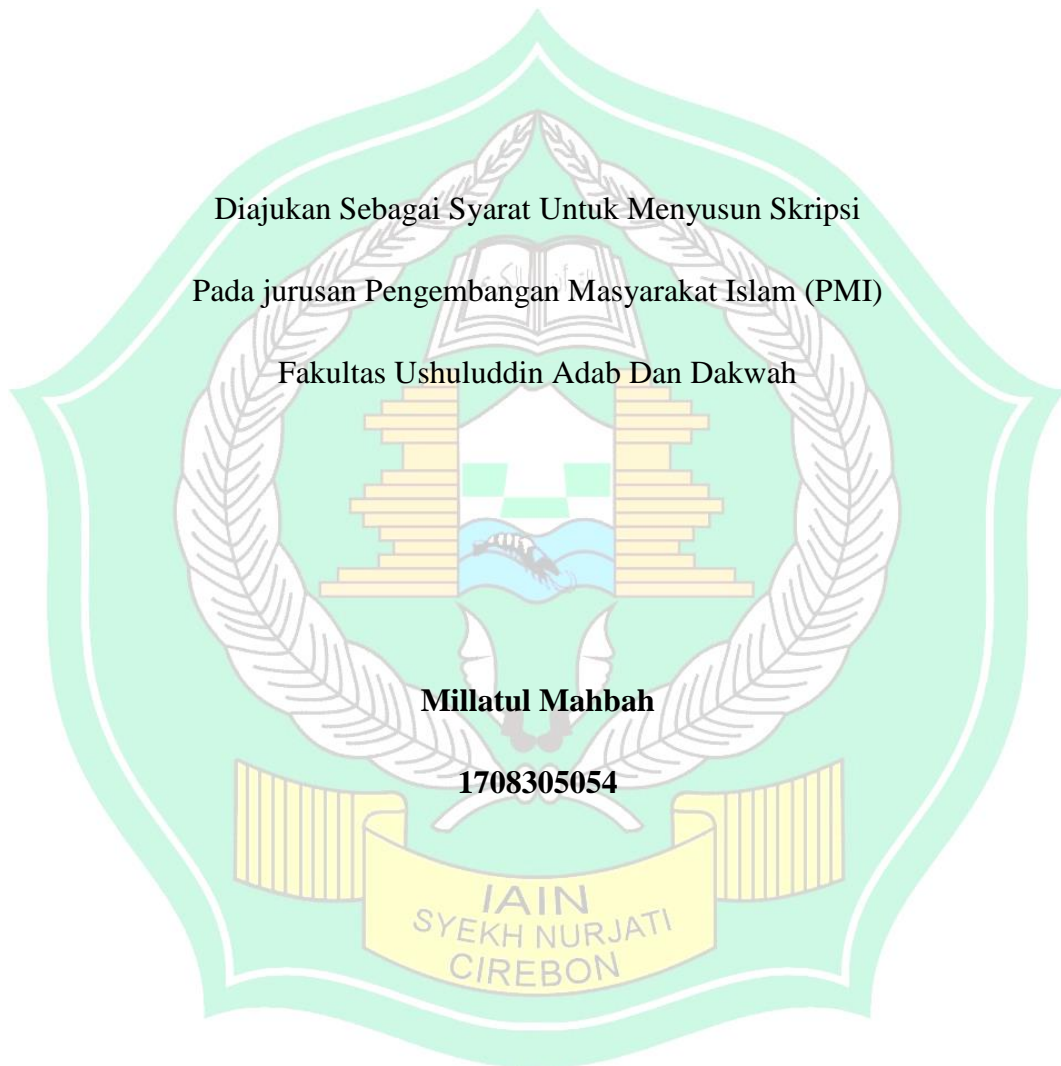 Diajukan Sebagai Syarat Untuk Menyusun Skripsi
Pada jurusan Pengembangan Masyarakat Islam (PMI)
Fakultas Ushuluddin Adab Dan Dakwah
Millatul Mahbah
1708305054
IAIN
SYEKH NURJATI
CIREBON